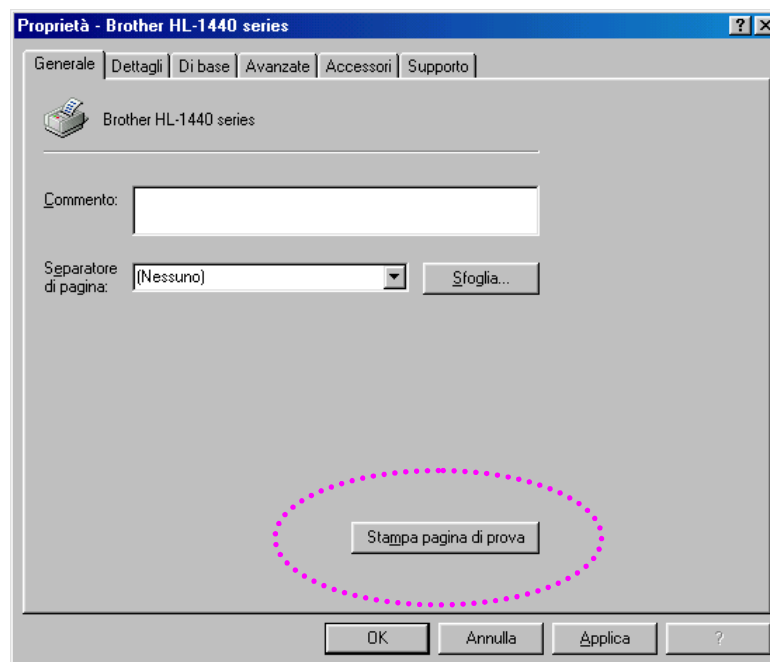 Proprietà - Brother HL-1440 series
Generale Dettagli Di base Avanzate Accessori Supporto
Brother HL-1440 series
Commento:
Separatore
di pagina:
(Nessuno)
Sfoglia...
Stampa pagina di prova
OK Annulla Applica ?